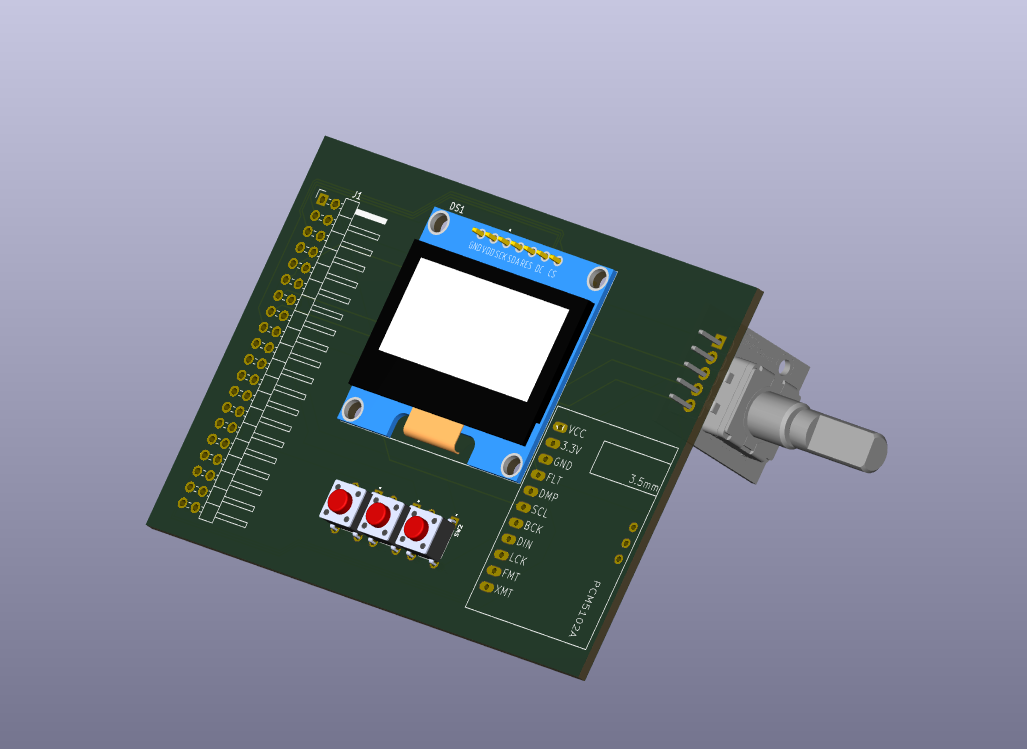 J1
DS1
GND VDD SCK SDA RES DC CS
VCC
3.3V
GND
FLT
DMP
SCL
BCK
DIN
LCK
FMT
XMT
3.5mm
PCM5102A
SW2